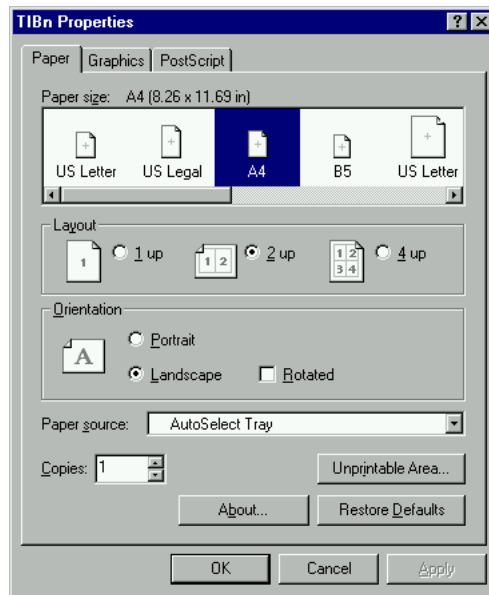 TIBn Properties
Paper Graphics PostScript
Paper size: A4 (8.26 x 11.69 in)
US Letter US Legal A4 B5 US Letter
Layout
1 1 up 1 2 2 up 1 2 3 4 4 up
Orientation
A Portrait
Landscape Rotated
Paper source: AutoSelect Tray
Copies: 1 Unprintable Area...
About... Restore Defaults
OK Cancel Apply